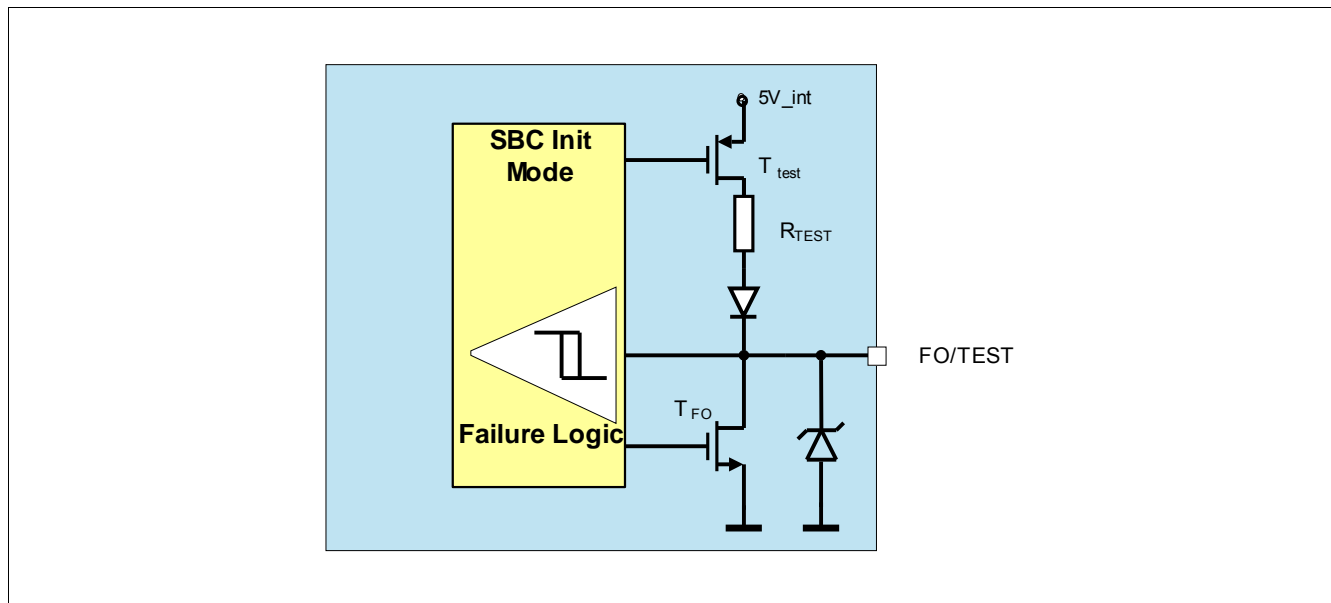 5V_int
SBC Init
Mode
T test
RTEST
FO/TEST
T FO
Failure Logic